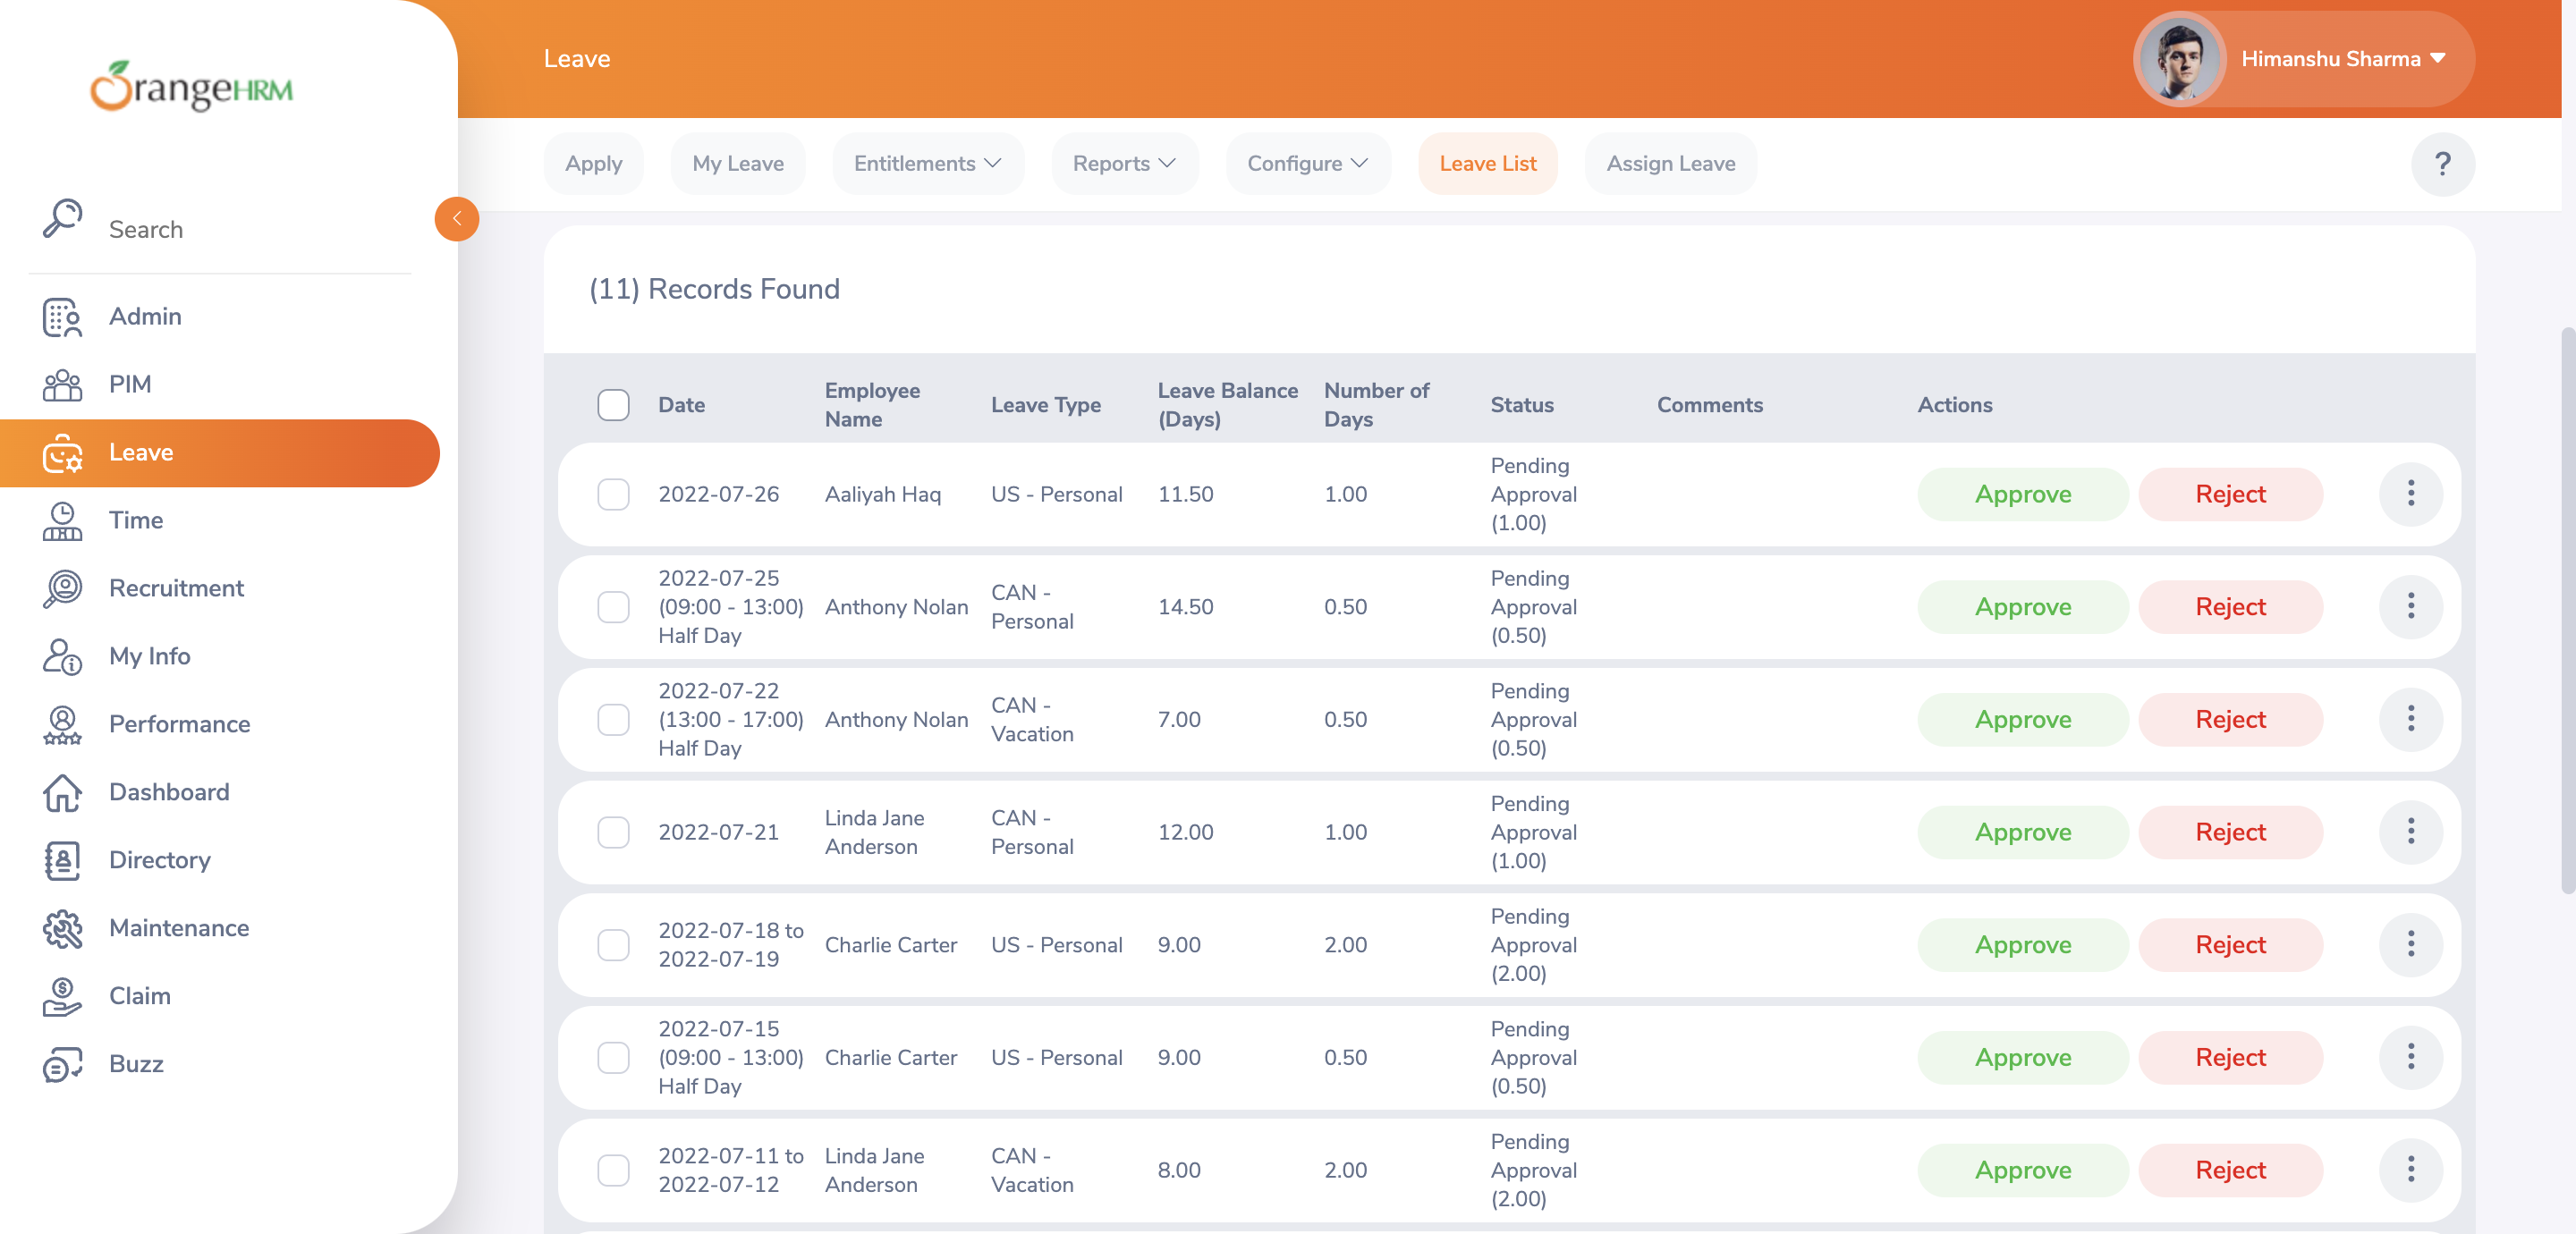 OrangeHRM
Leave
Himanshu Sharma
Apply
My Leave
Entitlements
Reports
Configure
Leave List
Assign Leave
?
Search
Admin
PIM
Leave
Time
Recruitment
My Info
Performance
Dashboard
Directory
Maintenance
Claim
Buzz
(11) Records Found
Date
Employee
Name
Leave Type
Leave Balance
(Days)
Number of
Days
Status
Comments
Actions
2022-07-26
Aaliyah Haq
US - Personal
11.50
1.00
Pending
Approval
(1.00)
Approve
Reject
2022-07-25
(09:00 - 13:00)
Half Day
Anthony Nolan
CAN -
Personal
14.50
0.50
Pending
Approval
(0.50)
Approve
Reject
2022-07-22
(13:00 - 17:00)
Half Day
Anthony Nolan
CAN -
Vacation
7.00
0.50
Pending
Approval
(0.50)
Approve
Reject
2022-07-21
Linda Jane
Anderson
CAN -
Personal
12.00
1.00
Pending
Approval
(1.00)
Approve
Reject
2022-07-18 to
2022-07-19
Charlie Carter
US - Personal
9.00
2.00
Pending
Approval
(2.00)
Approve
Reject
2022-07-15
(09:00 - 13:00)
Half Day
Charlie Carter
US - Personal
9.00
0.50
Pending
Approval
(0.50)
Approve
Reject
2022-07-11 to
2022-07-12
Linda Jane
Anderson
CAN -
Vacation
8.00
2.00
Pending
Approval
(2.00)
Approve
Reject